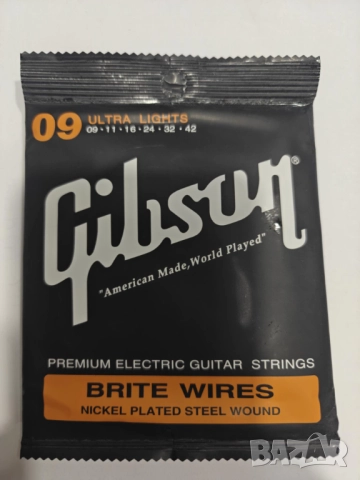 09 ULTRA LIGHTS
09·11·16·24·32·42
Gibson®
"American Made, World Played"
PREMIUM ELECTRIC GUITAR STRINGS
BRITE WIRES
NICKEL PLATED STEEL WOUND
BAZAR